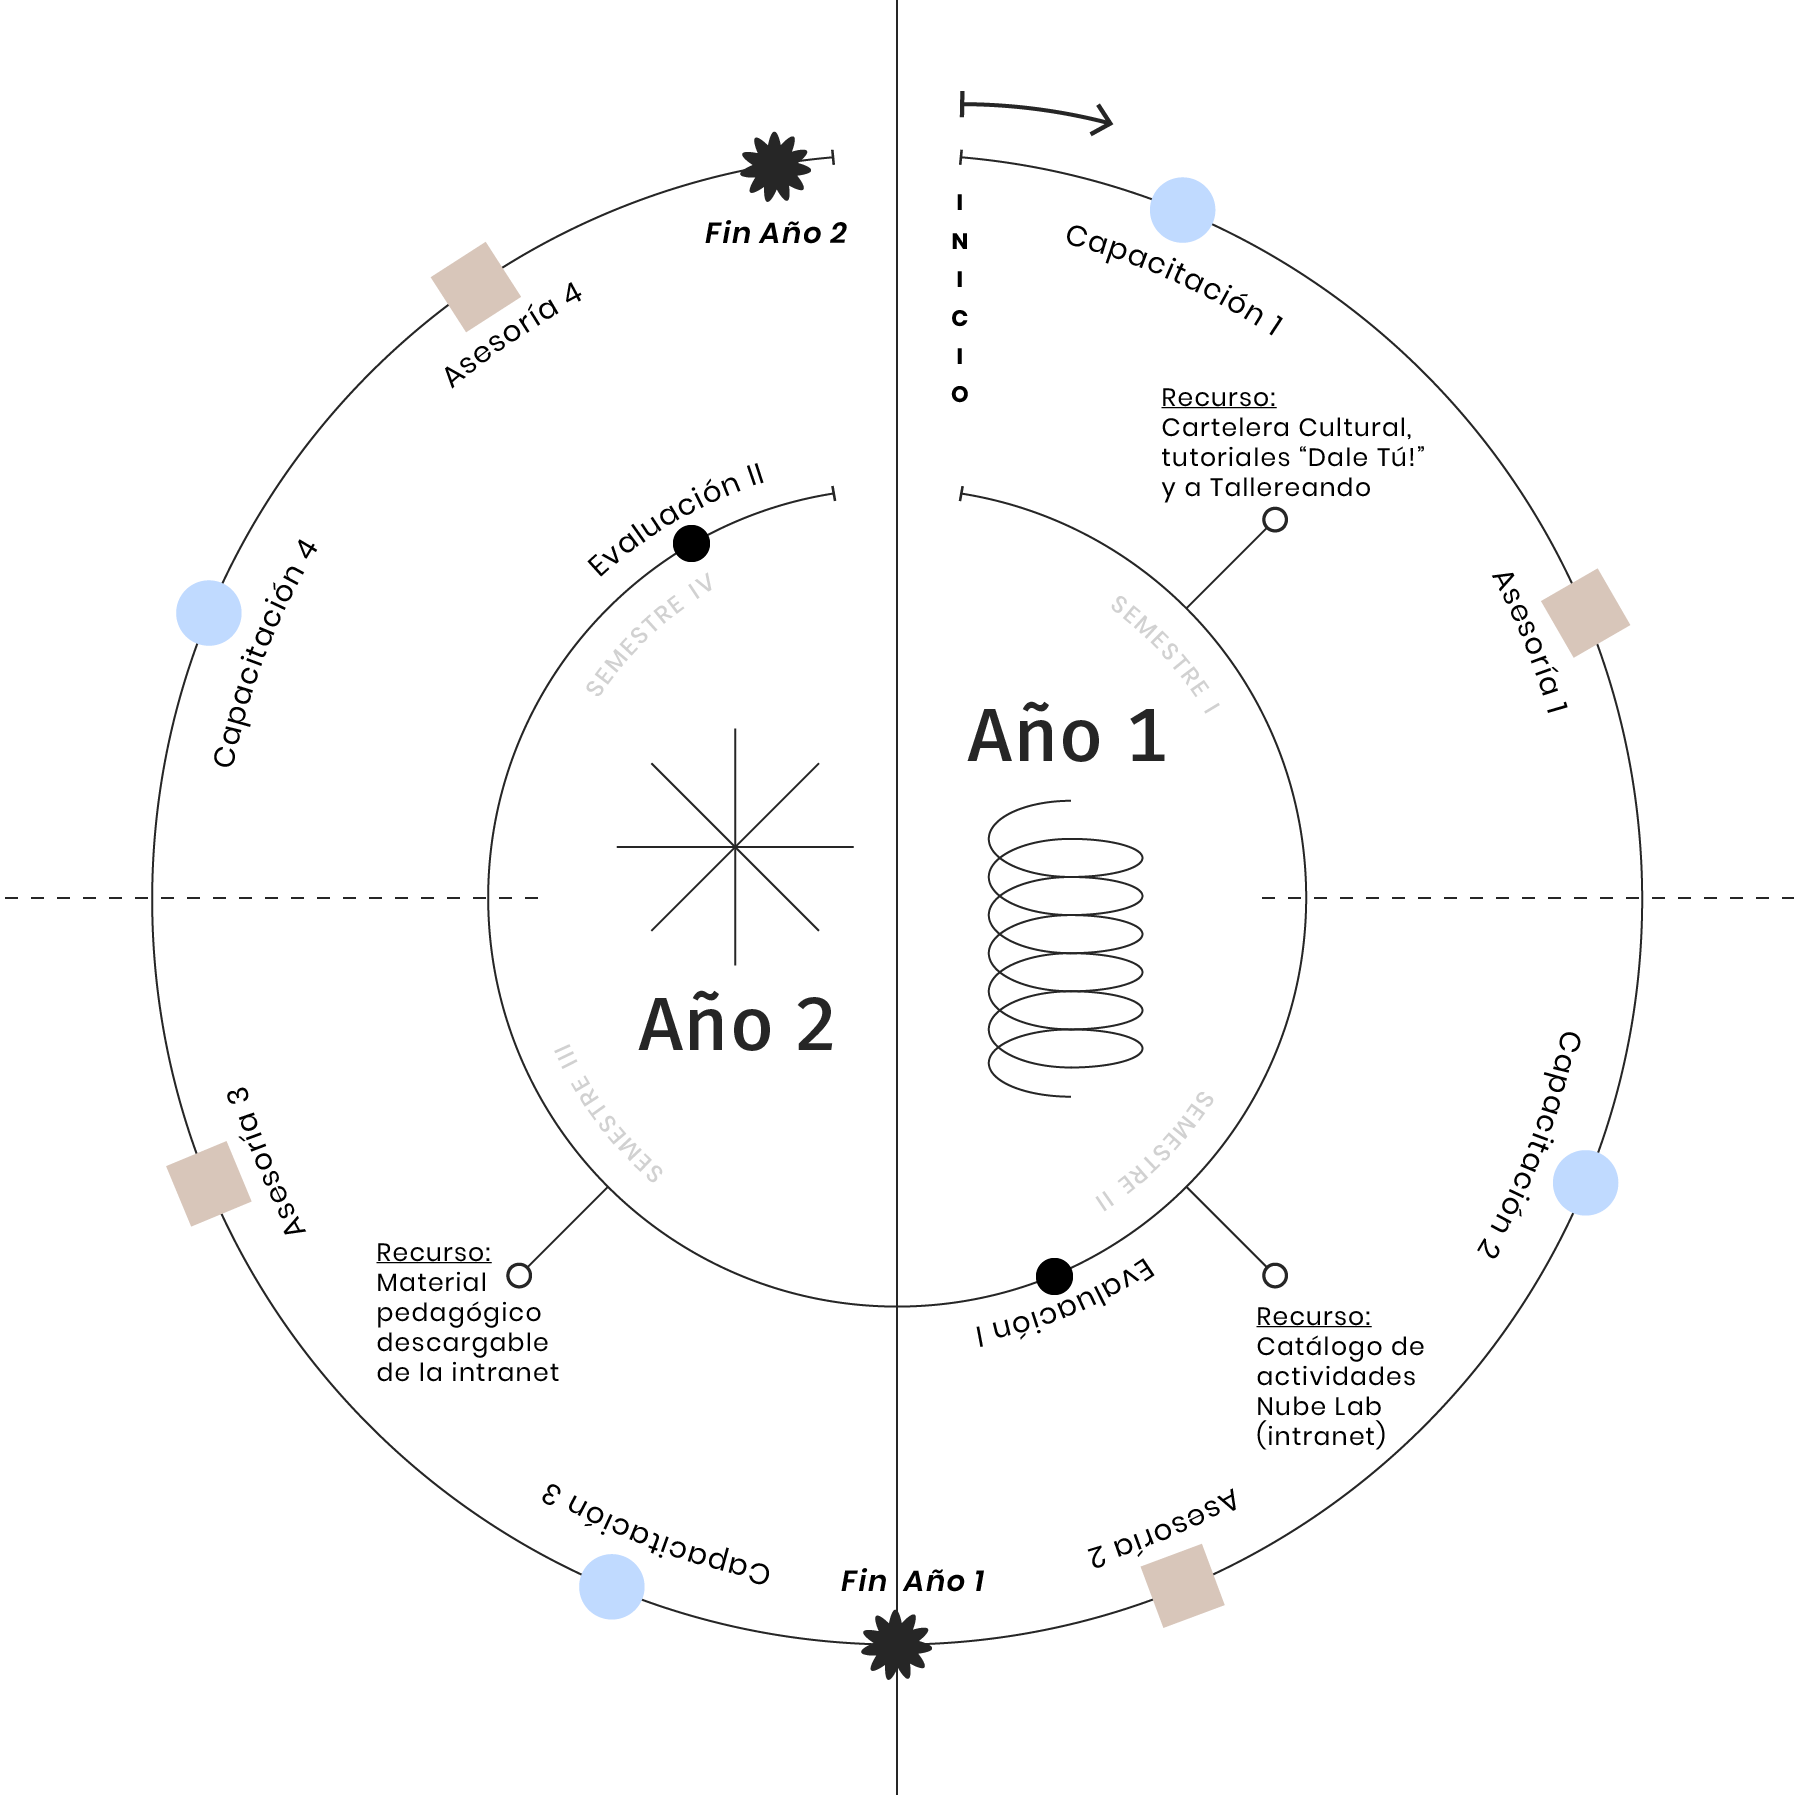 INICIO
Capacitación 1
Recurso:
Cartelera Cultural,
tutoriales “Dale Tú!”
y a Tallereando
Asesoría 1
SEMESTRE I
Año 1
Capacitación 2
SEMESTRE II
Evaluación I
Recurso:
Catálogo de
actividades
Nube Lab
(intranet)
Asesoría 2
Fin Año 1
Capacitación 3
Recurso:
Material
pedagógico
descargable
de la intranet
SEMESTRE III
Asesoría 3
Año 2
Capacitación 4
SEMESTRE IV
Evaluación II
Asesoría 4
Fin Año 2